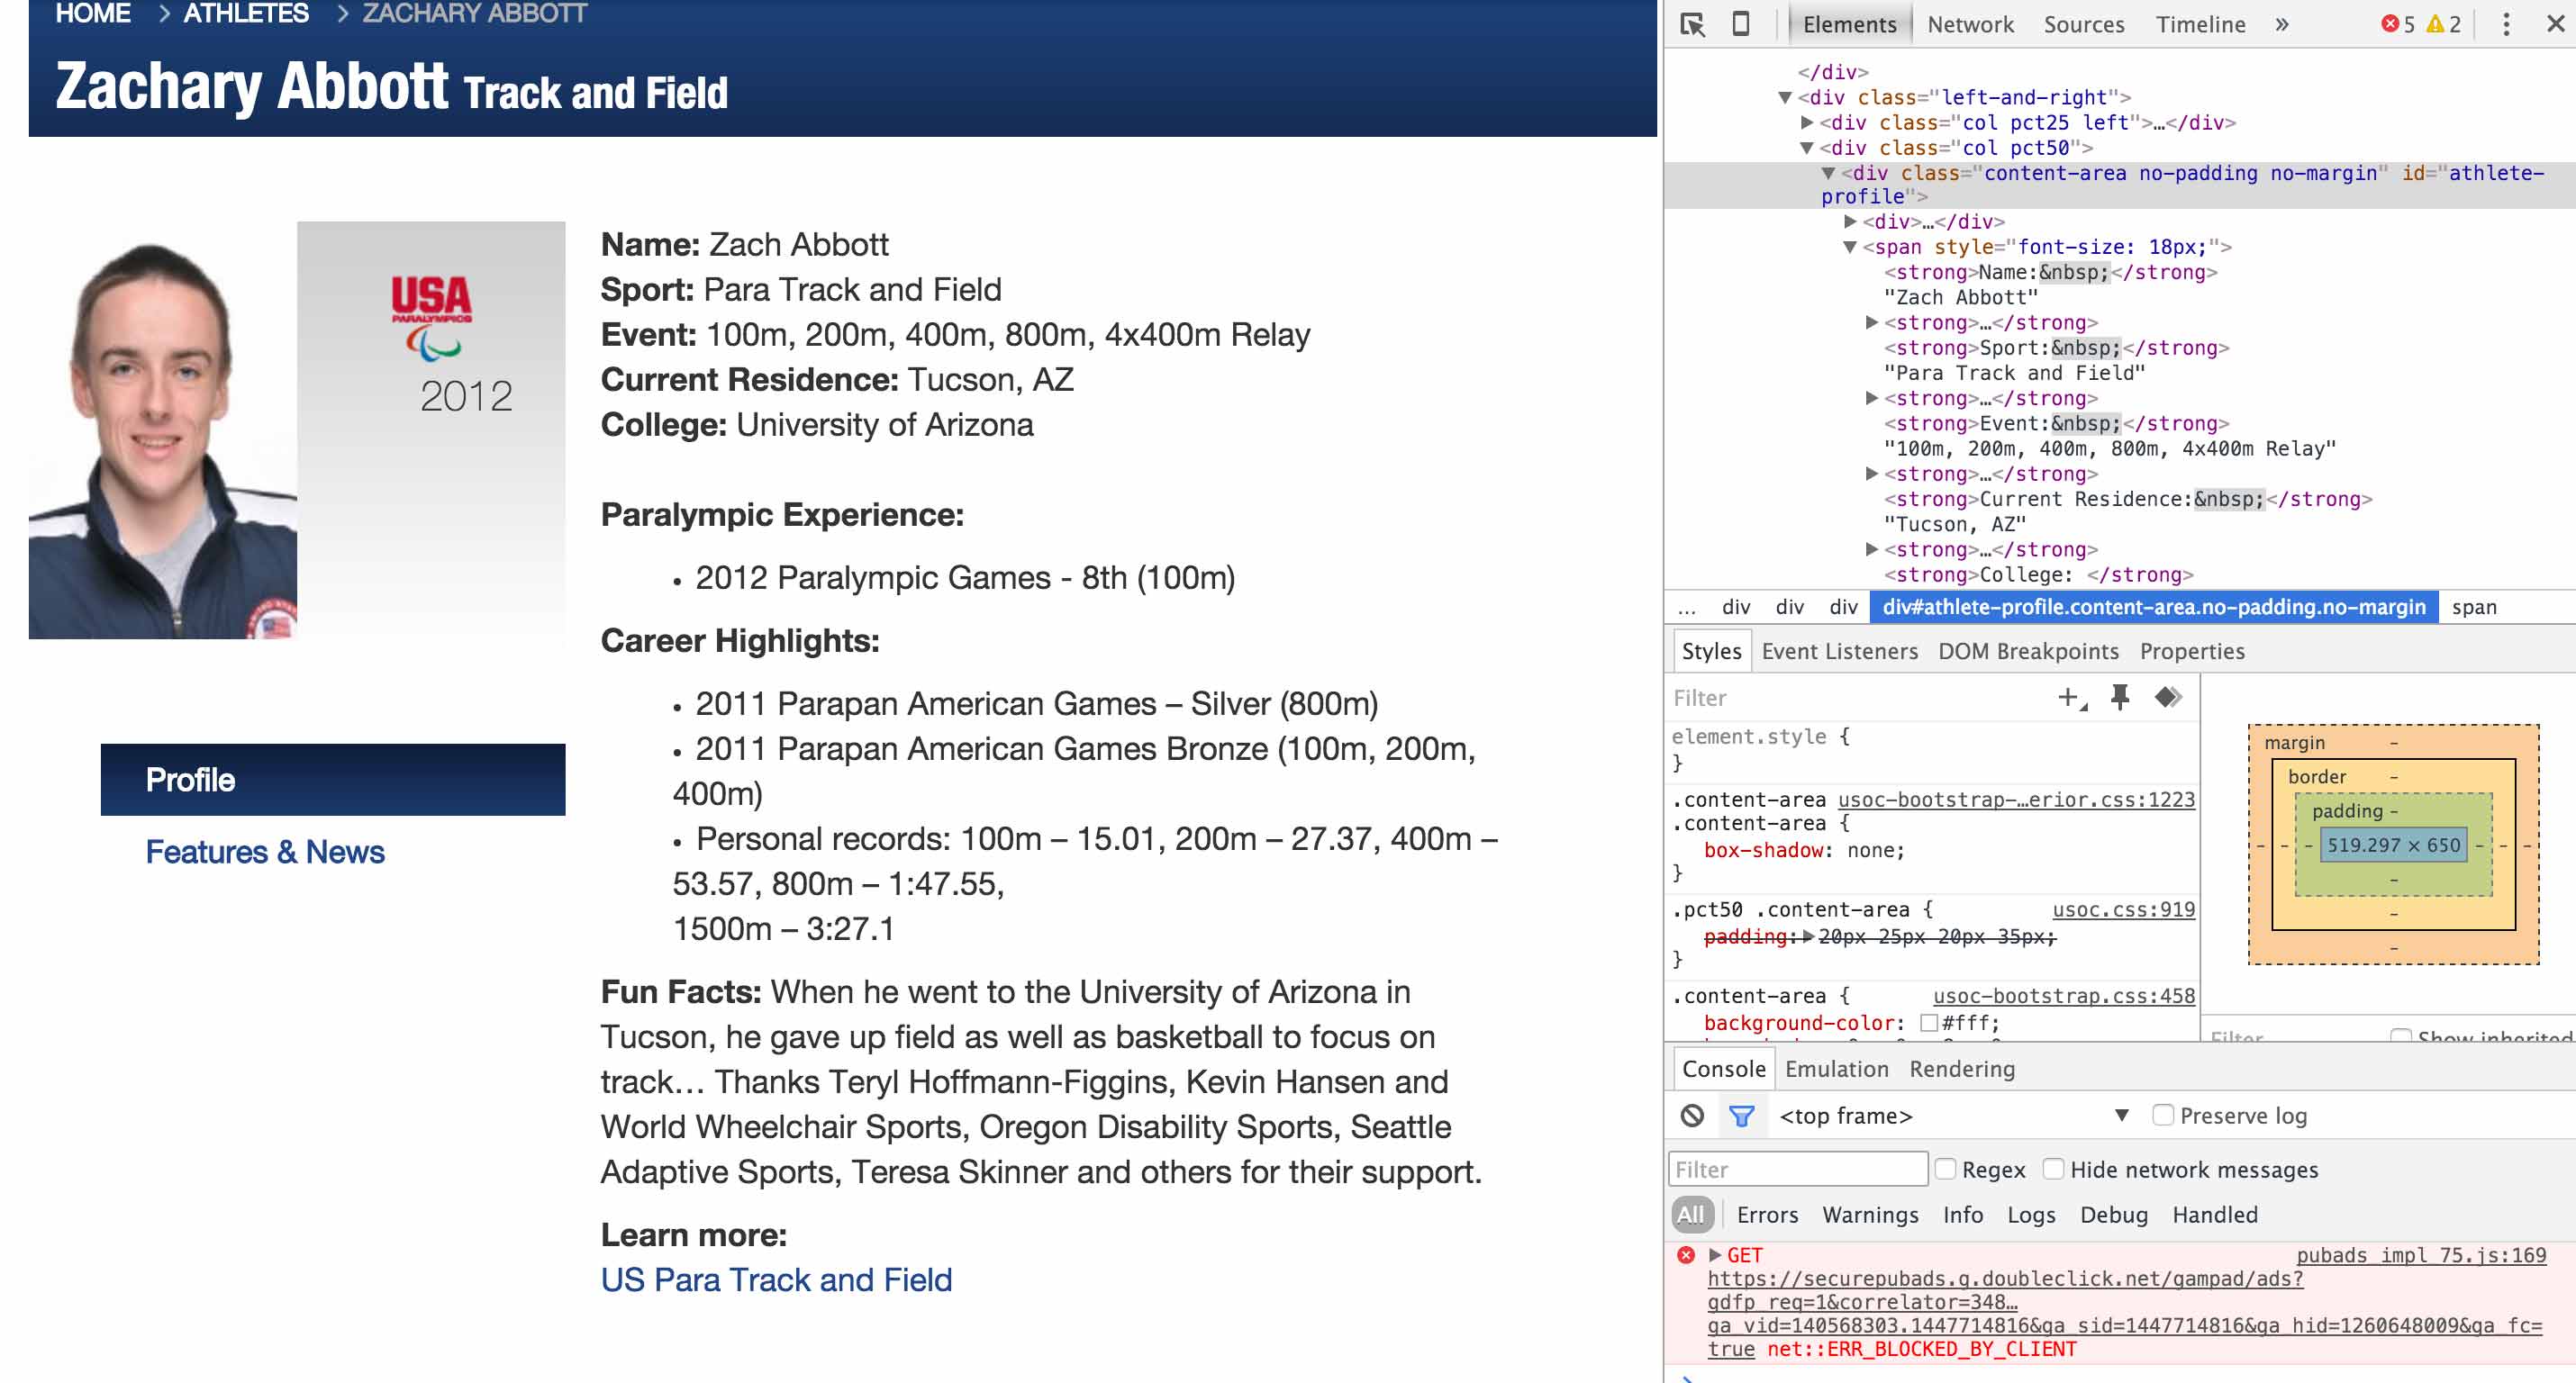 HOME > ATHLETES > ZACHARY ABBOTT
Zachary Abbott Track and Field
USA
PARALYMPICS
2012
Profile
Features & News
Name: Zach Abbott
Sport: Para Track and Field
Event: 100m, 200m, 400m, 800m, 4x400m Relay
Current Residence: Tucson, AZ
College: University of Arizona
Paralympic Experience:
• 2012 Paralympic Games - 8th (100m)
Career Highlights:
• 2011 Parapan American Games – Silver (800m)
• 2011 Parapan American Games Bronze (100m, 200m,
400m)
• Personal records: 100m – 15.01, 200m – 27.37, 400m –
53.57, 800m – 1:47.55,
1500m – 3:27.1
Fun Facts: When he went to the University of Arizona in
Tucson, he gave up field as well as basketball to focus on
track… Thanks Teryl Hoffmann-Figgins, Kevin Hansen and
World Wheelchair Sports, Oregon Disability Sports, Seattle
Adaptive Sports, Teresa Skinner and others for their support.
Learn more:
US Para Track and Field
Elements Network Sources Timeline » 5 2
</div>
▼<div class="left-and-right">
▶<div class="col pct25 left">…</div>
▼<div class="col pct50">
▼<div class="content-area no-padding no-margin" id="athlete-
profile">
▶<div>…</div>
▼<span style="font-size: 18px;">
<strong>Name:&nbsp;</strong>
"Zach Abbott"
▶<strong>…</strong>
<strong>Sport:&nbsp;</strong>
"Para Track and Field"
▶<strong>…</strong>
<strong>Event:&nbsp;</strong>
"100m, 200m, 400m, 800m, 4x400m Relay"
▶<strong>…</strong>
<strong>Current Residence:&nbsp;</strong>
"Tucson, AZ"
▶<strong>…</strong>
<strong>College: </strong>
... div div div div#athlete-profile.content-area.no-padding.no-margin span
Styles Event Listeners DOM Breakpoints Properties
Filter
element.style {
}
.content-area usoc-bootstrap-…erior.css:1223
.content-area {
box-shadow: none;
}
.pct50 .content-area { usoc.css:919
padding:▶20px 25px 20px 35px;
}
.content-area { usoc-bootstrap.css:458
background-color: #fff;
margin –
border –
padding –
– – – 519.297 × 650 – – –
–
–
–
Filter Show inherited
Console Emulation Rendering
<top frame> ▼ Preserve log
Filter Regex Hide network messages
All Errors Warnings Info Logs Debug Handled
▶GET pubads_impl_75.js:169
https://securepubads.g.doubleclick.net/gampad/ads?
gdfp_req=1&correlator=348…
ga_vid=140568303.1447714816&ga_sid=1447714816&ga_hid=1260648009&ga_fc=
true net::ERR_BLOCKED_BY_CLIENT